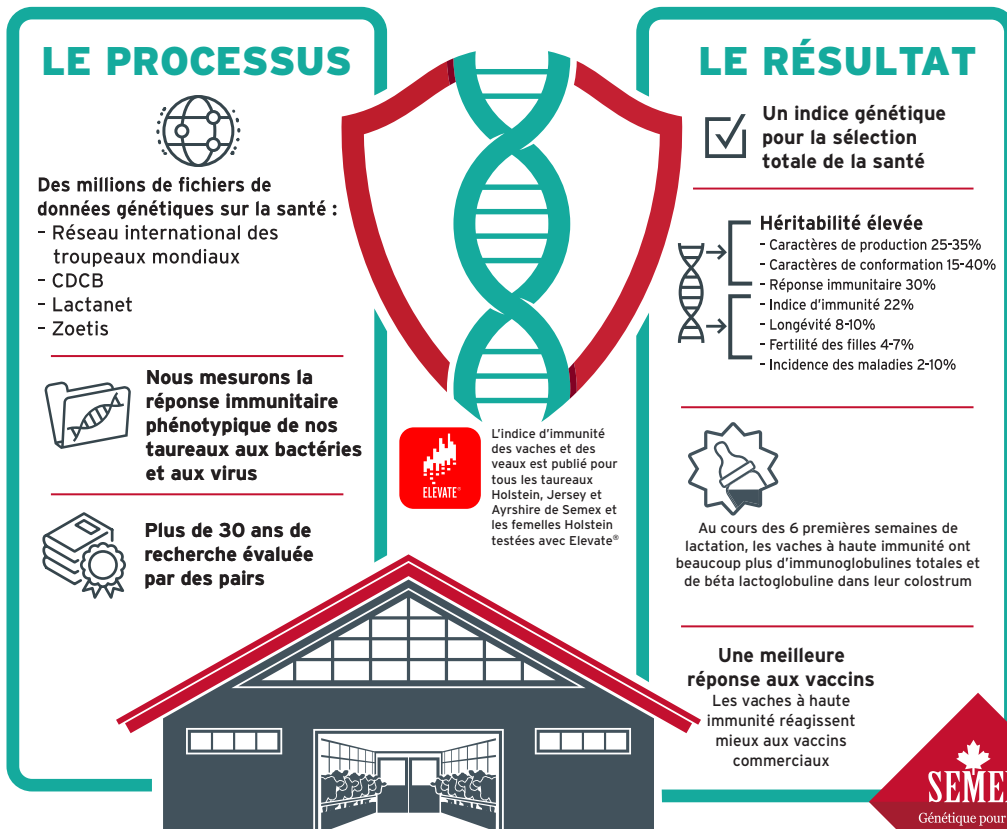 LE PROCESSUS
Des millions de fichiers de
données génétiques sur la santé :
- Réseau international des
troupeaux mondiaux
- CDCB
- Lactanet
- Zoetis
Nous mesurons la
réponse immunitaire
phénotypique de nos
taureaux aux bactéries
et aux virus
Plus de 30 ans de
recherche évaluée
par des pairs
ELEVATE®
L'indice d'immunité
des vaches et des
veaux est publié pour
tous les taureaux
Holstein, Jersey et
Ayrshire de Semex et
les femelles Holstein
testées avec Elevate®
LE RÉSULTAT
Un indice génétique
pour la sélection
totale de la santé
Héritabilité élevée
- Caractères de production 25-35%
- Caractères de conformation 15-40%
- Réponse immunitaire 30%
- Indice d'immunité 22%
- Longévité 8-10%
- Fertilité des filles 4-7%
- Incidence des maladies 2-10%
Au cours des 6 premières semaines de
lactation, les vaches à haute immunité ont
beaucoup plus d'immunoglobulines totales et
de béta lactoglobuline dans leur colostrum
Une meilleure
réponse aux vaccins
Les vaches à haute
immunité réagissent
mieux aux vaccins
commerciaux
SEME
Génétique pour